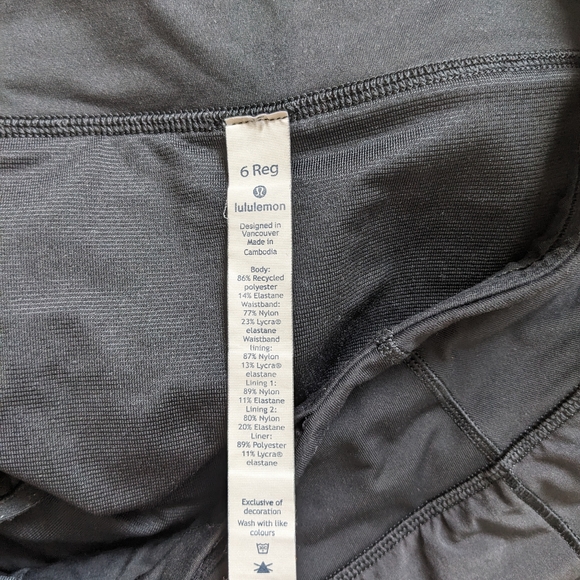 6 Reg
lululemon
Designed in
Vancouver
Made in
Cambodia
Body:
86% Recycled
polyester
14% Elastane
Waistband:
77% Nylon
23% Lycra®
elastane
Waistband
lining:
87% Nylon
13% Lycra®
elastane
Lining 1:
89% Nylon
11% Elastane
Lining 2:
80% Nylon
20% Elastane
Liner:
89% Polyester
11% Lycra®
elastane
Exclusive of
decoration
Wash with like
colours